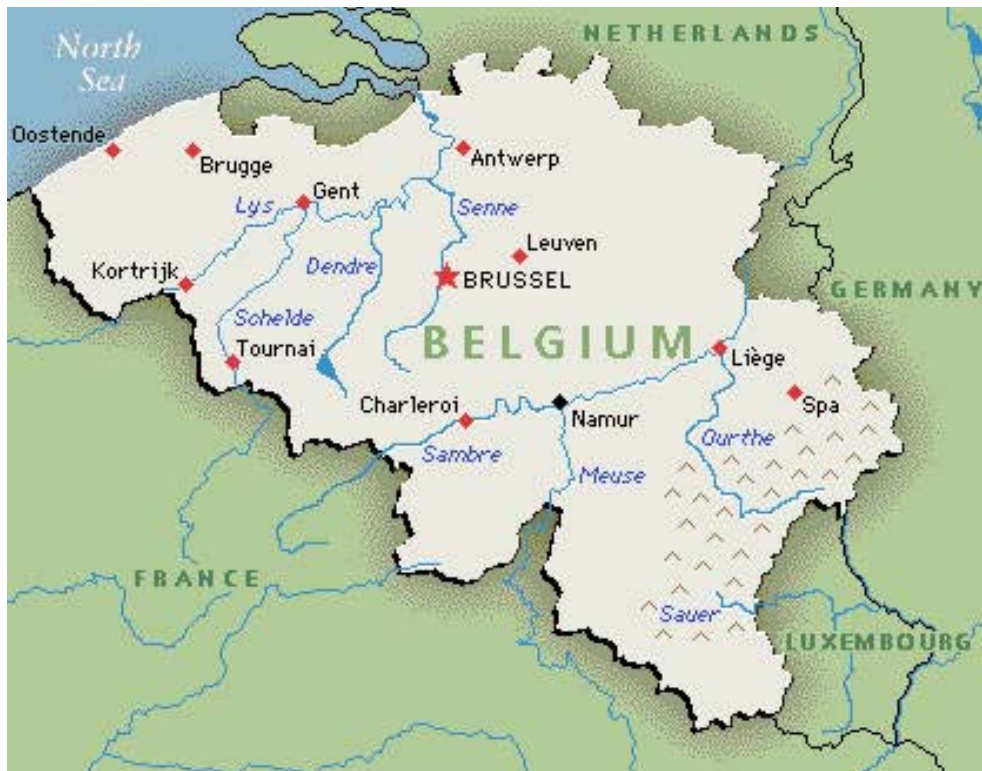 NETHERLANDS
North
Sea
Oostende
Brugge
Antwerp
Gent
Lys
Senne
Leuven
Dendre
Kortrijk
BRUSSEL
GERMANY
Schelde
BELGIUM
Tournai
Liège
Charleroi
Spa
Namur
Ourthe
Sambre
Meuse
FRANCE
Sauer
LUXEMBOURG